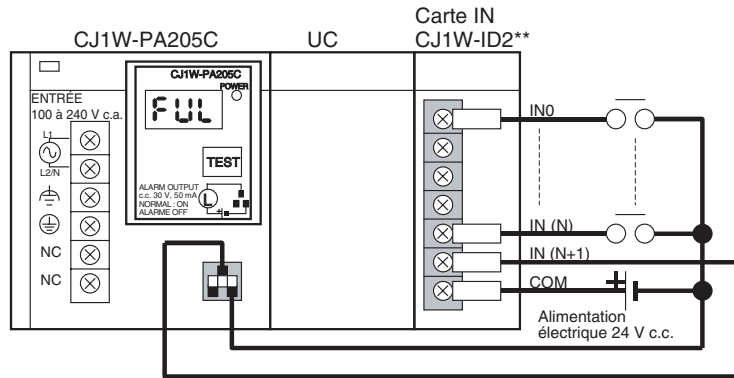 Carte IN
CJ1W-PA205C UC CJ1W-ID2**
CJ1W-PA205C
POWER
ENTRÉE
100 à 240 V c.a.
FUL
L1
L2/N
TEST
ALARM OUTPUT
c.c. 30 V, 50 mA
NORMAL : ON
ALARME OFF
L
+
NC
NC
IN0
IN (N)
IN (N+1)
COM
+
Alimentation
électrique 24 V c.c.